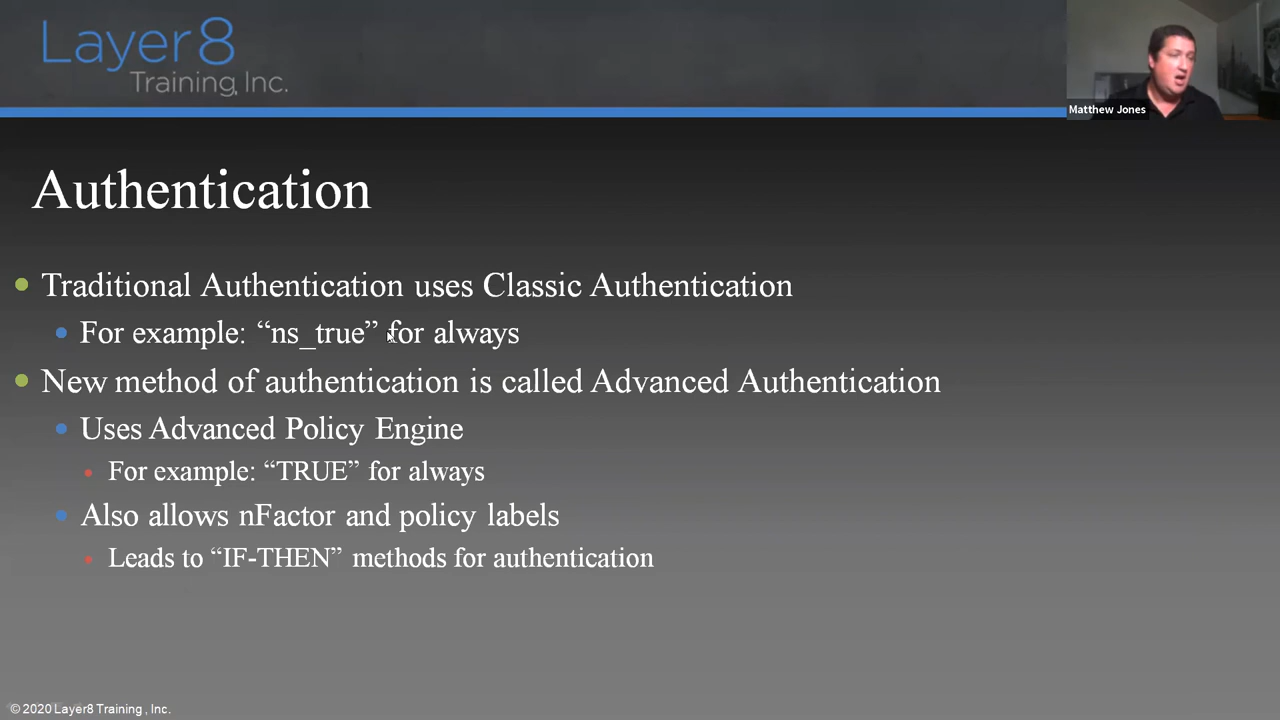 Layer8
Training, Inc.
Matthew Jones
Authentication
Traditional Authentication uses Classic Authentication
For example: “ns_true” for always
New method of authentication is called Advanced Authentication
Uses Advanced Policy Engine
For example: “TRUE” for always
Also allows nFactor and policy labels
Leads to “IF-THEN” methods for authentication
© 2020 Layer8 Training , Inc.